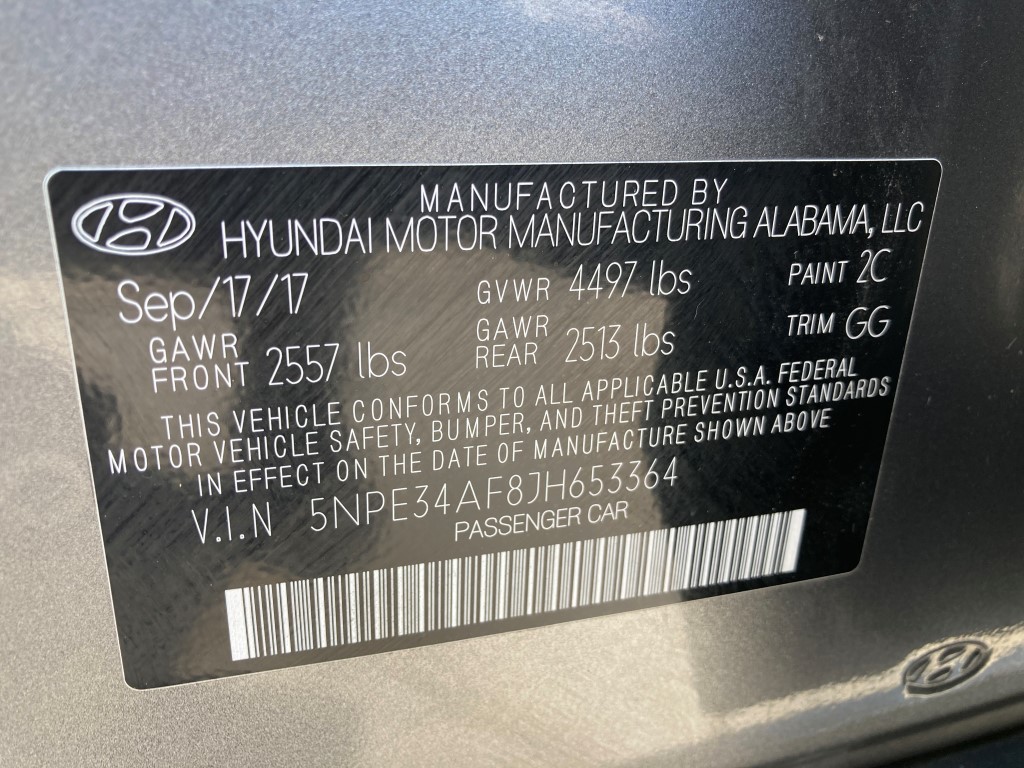 MANUFACTURED BY
HYUNDAI MOTOR MANUFACTURING ALABAMA, LLC
Sep/17/17 GVWR 4497 lbs PAINT 2C
GAWR FRONT 2557 lbs GAWR REAR 2513 lbs TRIM GG
THIS VEHICLE CONFORMS TO ALL APPLICABLE U.S.A. FEDERAL
MOTOR VEHICLE SAFETY, BUMPER, AND THEFT PREVENTION STANDARDS
IN EFFECT ON THE DATE OF MANUFACTURE SHOWN ABOVE
V.I.N 5NPE34AF8JH653364
PASSENGER CAR